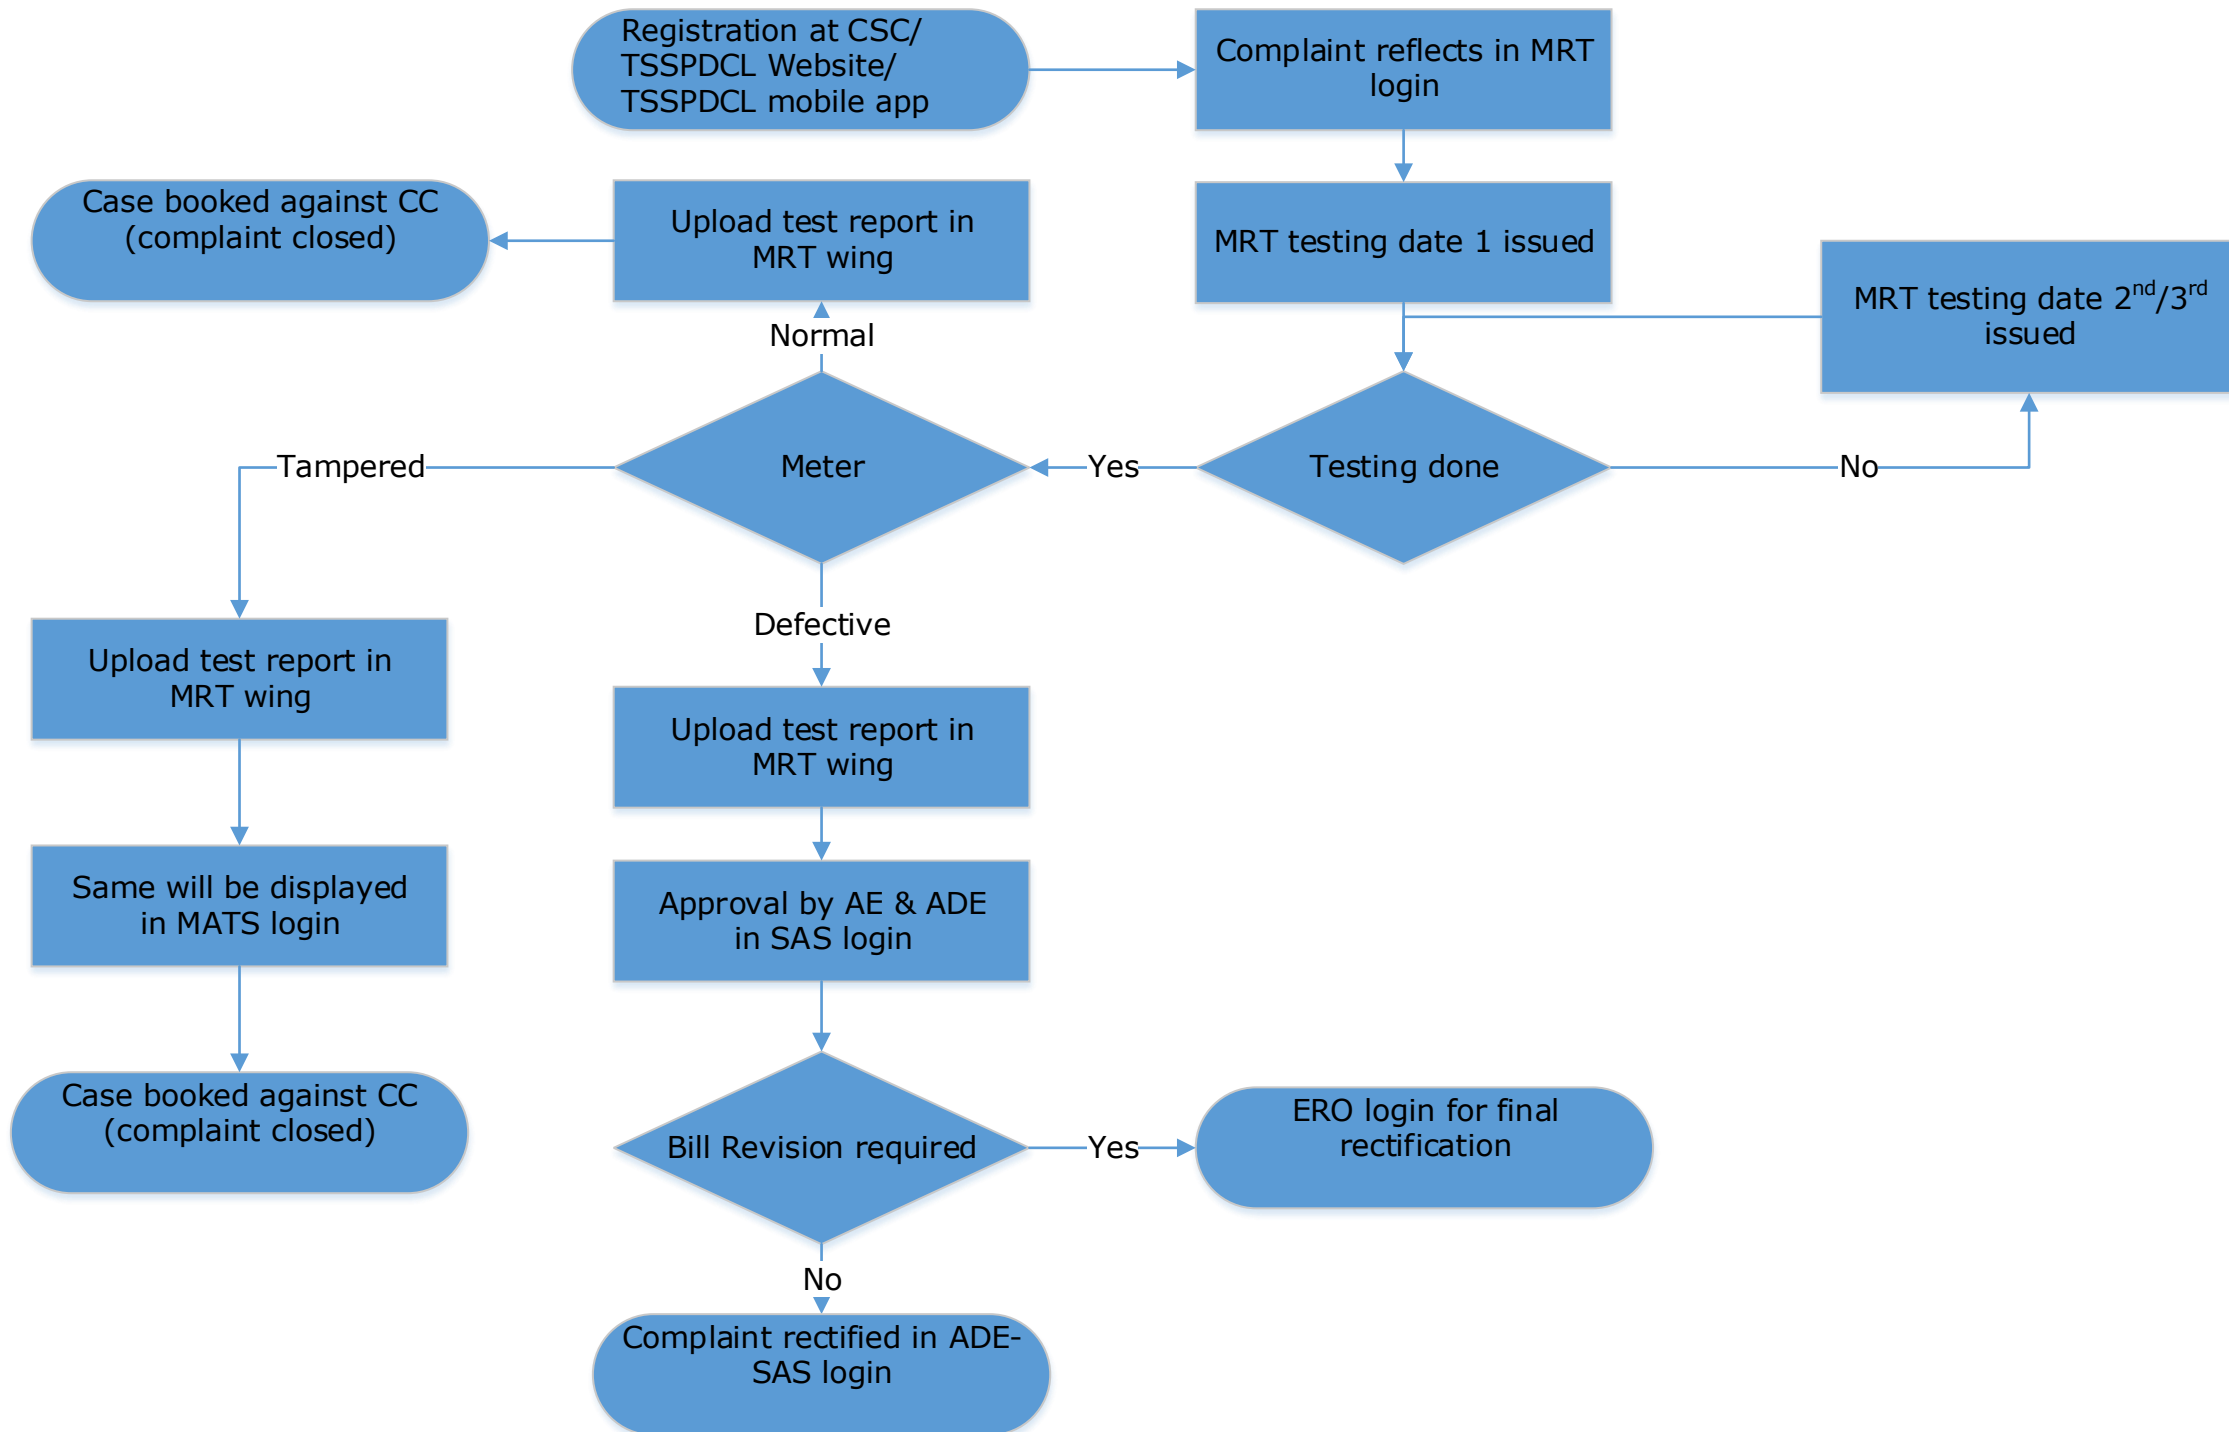 Registration at CSC/
TSSPDCL Website/
TSSPDCL mobile app
Complaint reflects in MRT
login
Case booked against CC
(complaint closed)
Upload test report in
MRT wing
MRT testing date 1 issued
MRT testing date 2nd/3rd
issued
Normal
Tampered
Meter
Yes
Testing done
No
Defective
Upload test report in
MRT wing
Upload test report in
MRT wing
Same will be displayed
in MATS login
Approval by AE & ADE
in SAS login
Case booked against CC
(complaint closed)
Bill Revision required
Yes
ERO login for final
rectification
No
Complaint rectified in ADE-
SAS login